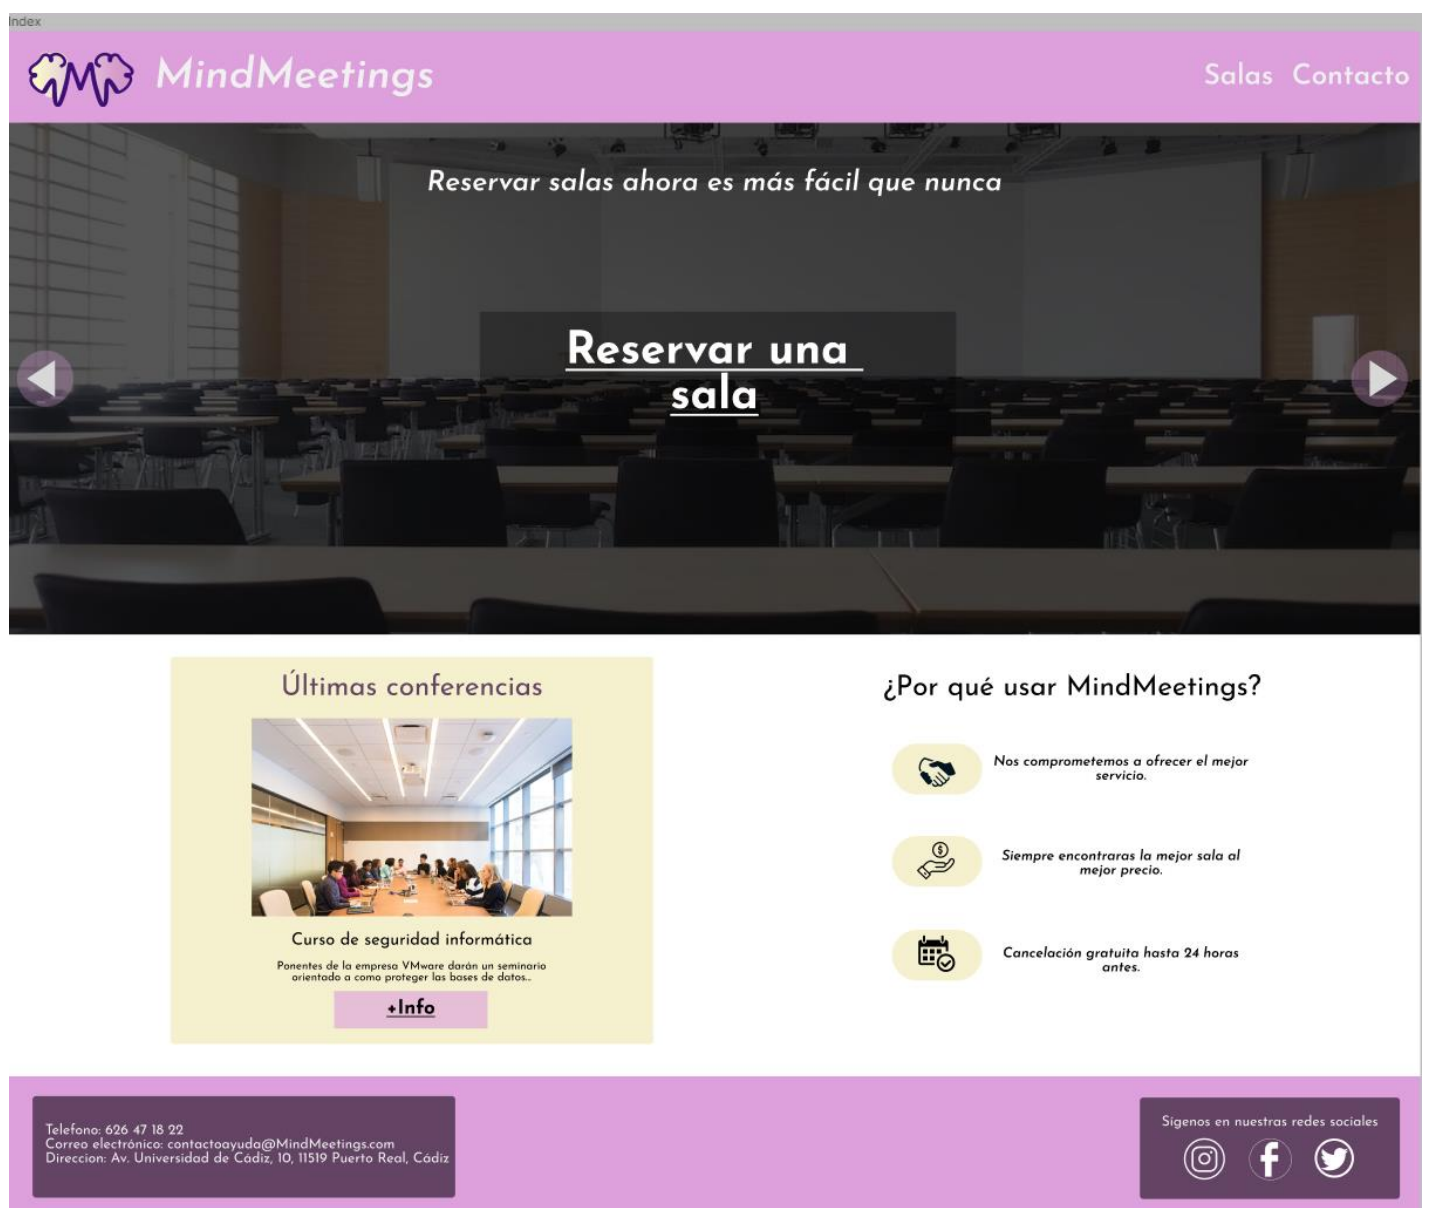 Index
MindMeetings
Salas Contacto
Reservar salas ahora es más fácil que nunca
Reservar una
sala
Últimas conferencias
Curso de seguridad informática
Ponentes de la empresa VMware darán un seminario
orientado a como proteger las bases de datos...
+Info
¿Por qué usar MindMeetings?
Nos comprometemos a ofrecer el mejor
servicio.
Siempre encontraras la mejor sala al
mejor precio.
Cancelación gratuita hasta 24 horas
antes.
Telefono: 626 47 18 22
Correo electrónico: contactoayuda@MindMeetings.com
Direccion: Av. Universidad de Cádiz, 10, 11519 Puerto Real, Cádiz
Sigenos en nuestras redes sociales